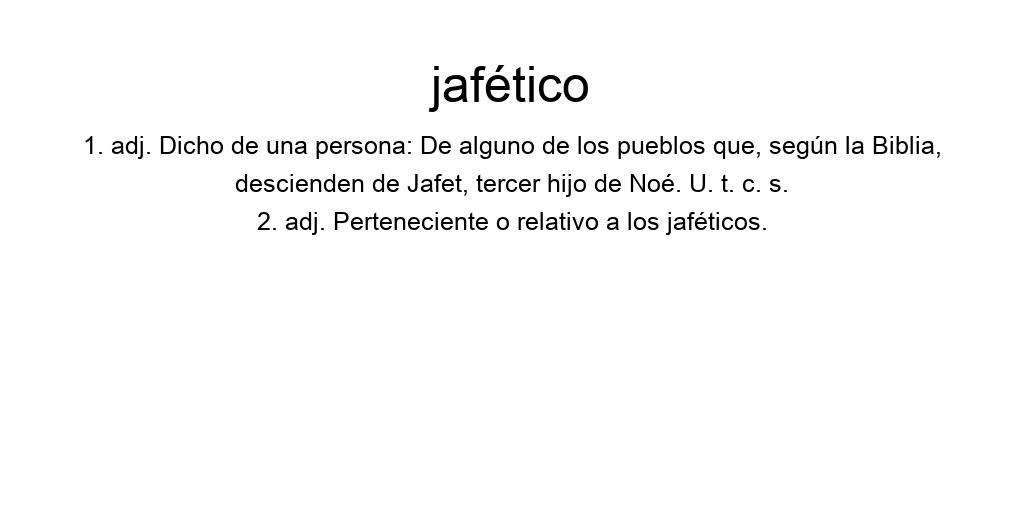 jafético
1. adj. Dicho de una persona: De alguno de los pueblos que, según la Biblia,
descienden de Jafet, tercer hijo de Noé. U. t. c. s.
2. adj. Perteneciente o relativo a los jaféticos.